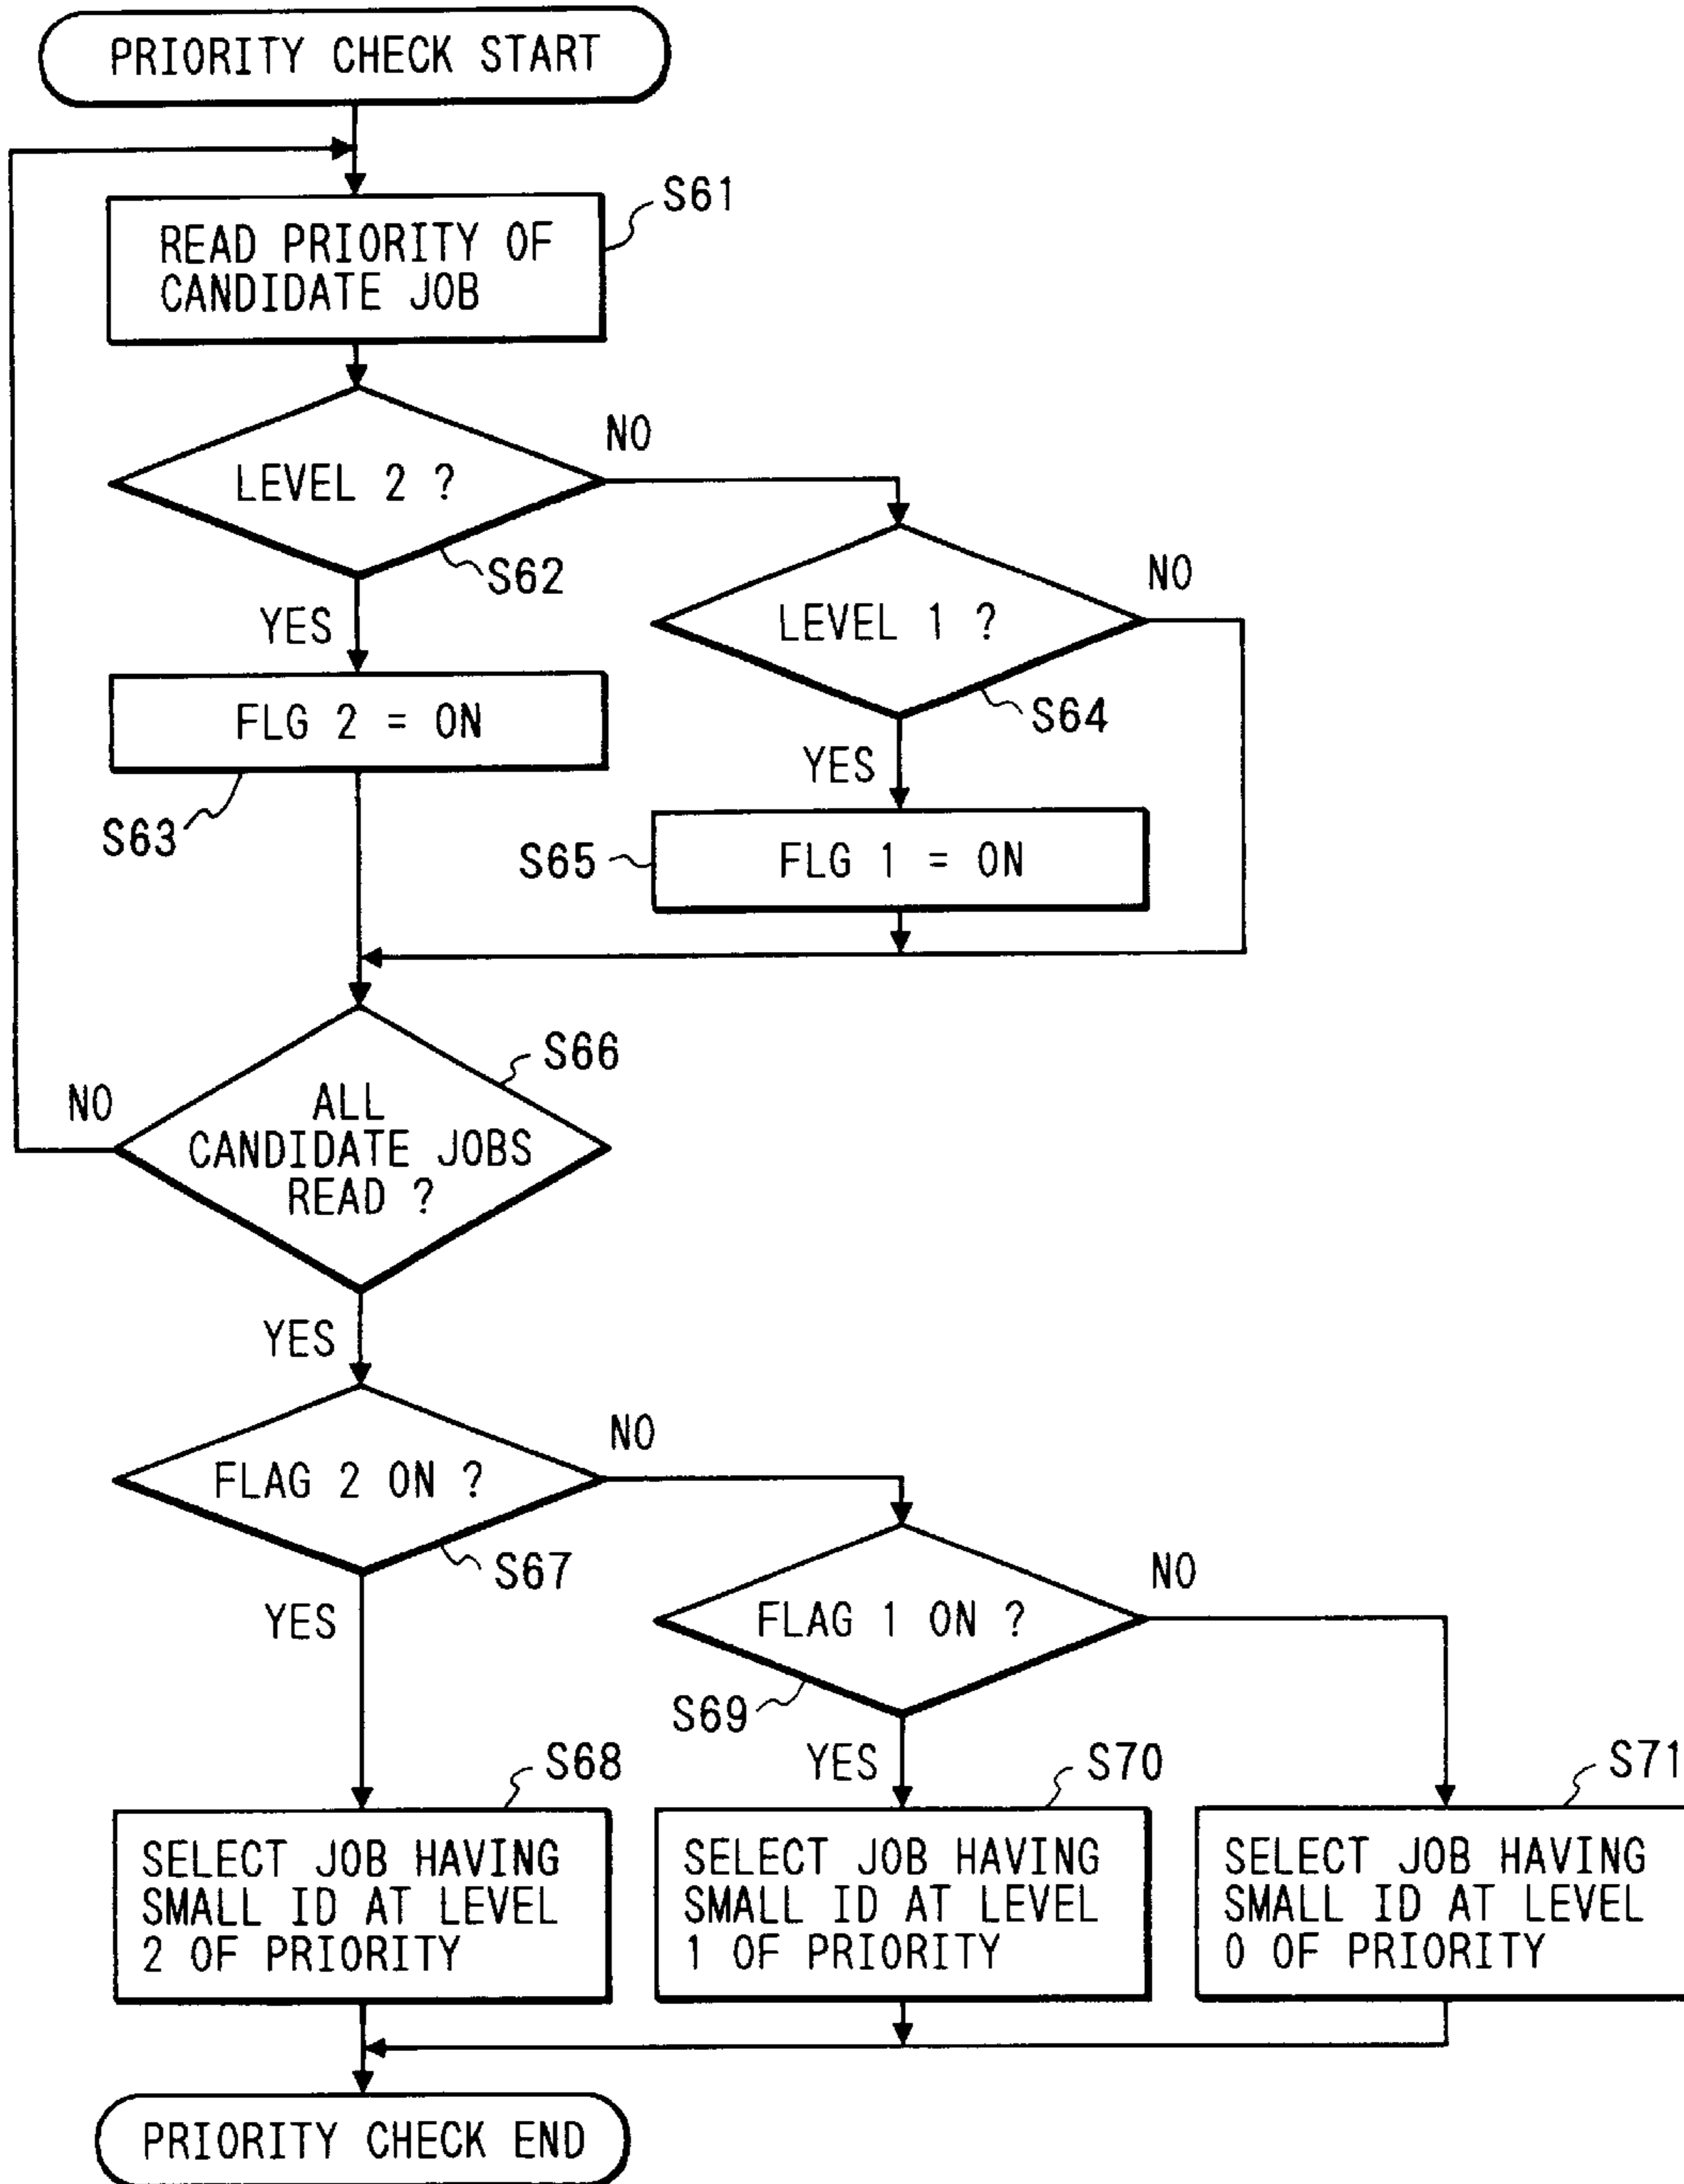 PRIORITY CHECK START
S61
READ PRIORITY OF
CANDIDATE JOB
NO
LEVEL 2 ?
S62
NO
YES
LEVEL 1 ?
S64
FLG 2 = ON
YES
S63
S65
FLG 1 = ON
S66
NO
ALL
CANDIDATE JOBS
READ ?
YES
NO
FLAG 2 ON ?
S67
NO
YES
FLAG 1 ON ?
S69
S68
YES
S70
S71
SELECT JOB HAVING
SMALL ID AT LEVEL
2 OF PRIORITY
SELECT JOB HAVING
SMALL ID AT LEVEL
1 OF PRIORITY
SELECT JOB HAVING
SMALL ID AT LEVEL
0 OF PRIORITY
PRIORITY CHECK END